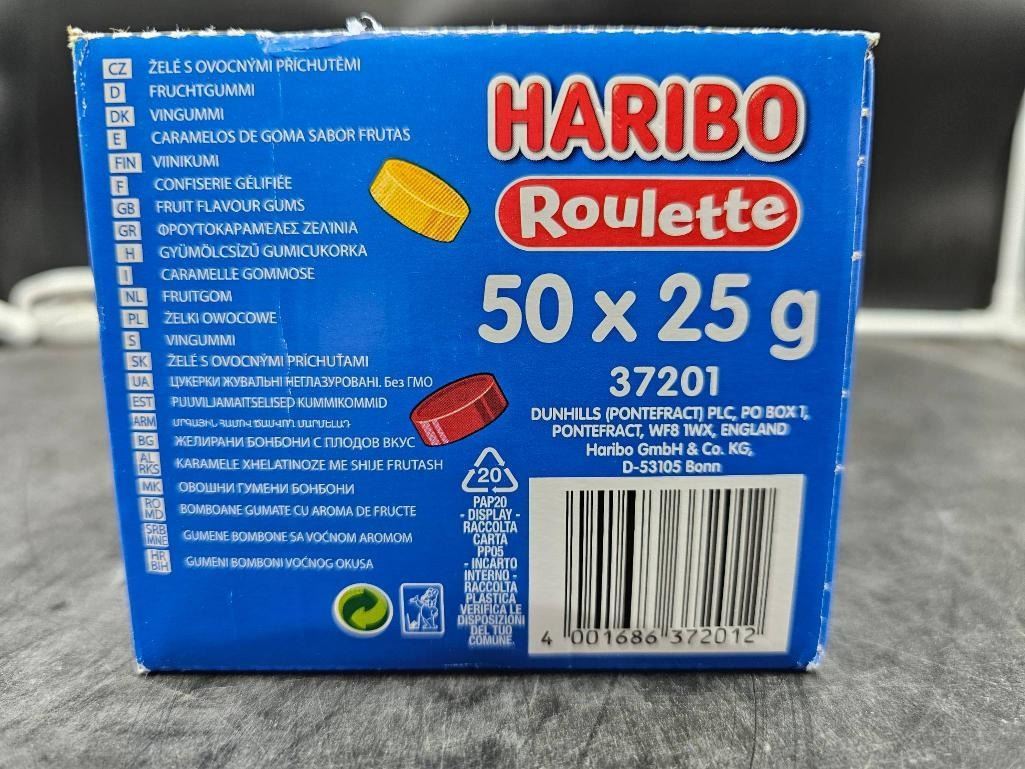 CZ ŽELÉ S OVOCNÝMI PŘÍCHUTĚMI
D FRUCHTGUMMI
DK VINGUMMI
E CARAMELOS DE GOMA SABOR FRUTAS
FIN VIINIKUMI
F CONFISERIE GÉLIFIÉE
GB FRUIT FLAVOUR GUMS
GR ΦΡΟΥΤΟΚΑΡΑΜΕΛΕΣ ΖΕΛΙΝΙΑ
H GYÜMÖLCSÍZŰ GUMICUKORKA
I CARAMELLE GOMMOSE
NL FRUITGOM
PL ŻELKI OWOCOWE
S VINGUMMI
SK ŽELÉ S OVOCNÝMI PRÍCHUŤAMI
UA ЦУКЕРКИ ЖУВАЛЬНІ НЕГЛАЗУРОВАНІ. Без ГМО
EST PUUVILJAMAITSELISED KUMMIKOMMID
ARM
BG ЖЕЛИРАНИ БОНБОНИ С ПЛОДОВ ВКУС
AL RKS KARAMELE XHELATINOZE ME SHIJE FRUTASH
MK ОВОШНИ ГУМЕНИ БОНБОНИ
RO MD BOMBOANE GUMATE CU AROMA DE FRUCTE
SRB MNE GUMENE BOMBONE SA VOĆNOM AROMOM
HR BIH GUMENI BOMBONI VOĆNOG OKUSA
HARIBO
Roulette
50 x 25 g
37201
DUNHILLS (PONTEFRACT) PLC, PO BOX 1,
PONTEFRACT, WF8 1WX, ENGLAND
Haribo GmbH & Co. KG,
D-53105 Bonn
20
PAP20
- DISPLAY -
RACCOLTA
CARTA
PP05
- INCARTO
INTERNO -
RACCOLTA
PLASTICA
VERIFICA LE
DISPOSIZIONI
DEL TUO
COMUNE.
4 001686 372012